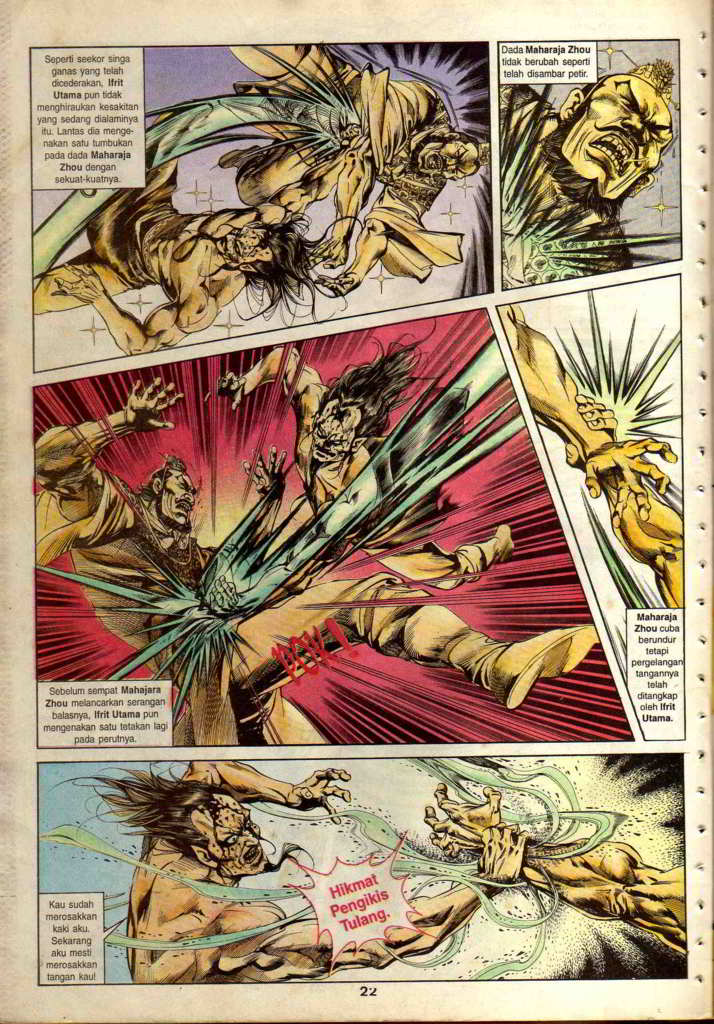 Seperti seekor singa
ganas yang telah
dicederakan, Ifrit
Utama pun tidak
menghiraukan kesakitan
yang sedang dialaminya
itu. Lantas dia menge-
nakan satu tumbukan
pada dada Maharaja
Zhou dengan
sekuat-kuatnya.
Dada Maharaja Zhou
tidak berubah seperti
telah disambar petir.
Maharaja
Zhou cuba
berundur
tetapi
pergelangan
tangannya
telah
ditangkap
oleh Ifrit
Utama.
POW!
Sebelum sempat Mahajara
Zhou melancarkan serangan
balasnya, Ifrit Utama pun
mengenakan satu tetakan lagi
pada perutnya.
Hikmat
Pengikis
Tulang.
Kau sudah
merosakkan
kaki aku.
Sekarang
aku mesti
merosakkan
tangan kau!
22